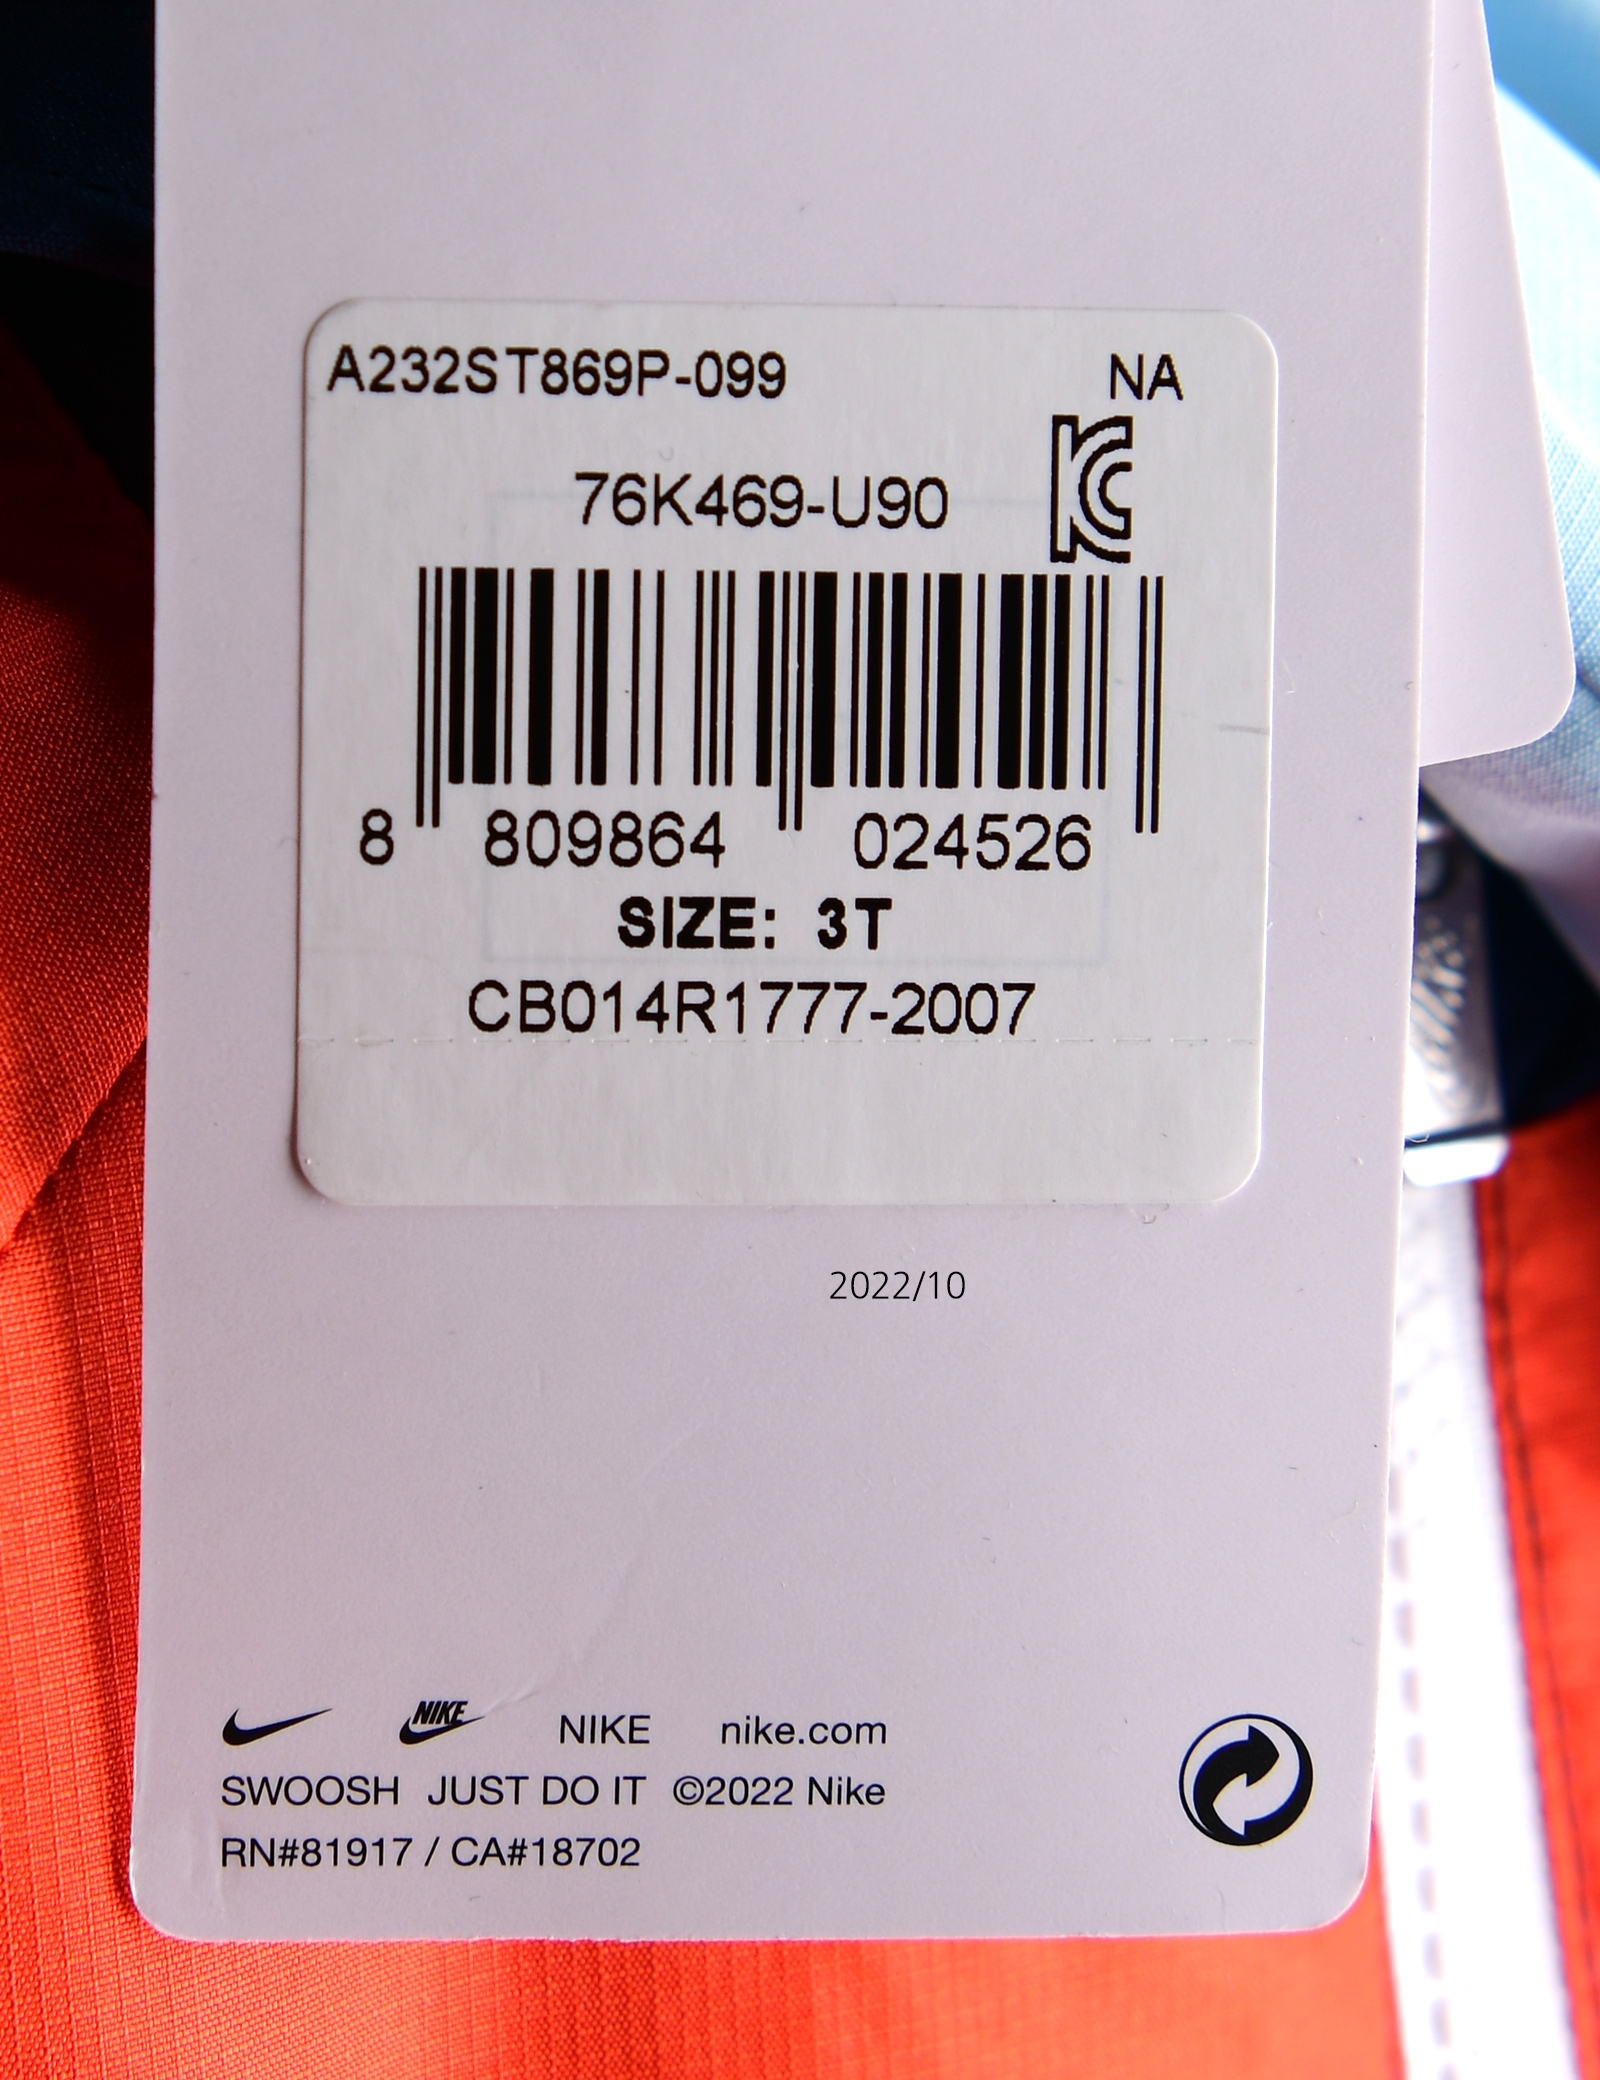 A232ST869P-099 NA
KC
76K469-U90
8 809864 024526
SIZE: 3T
CB014R1777-2007
2022/10
NIKE NIKE nike.com
SWOOSH JUST DO IT ©2022 Nike
RN#81917 / CA#18702